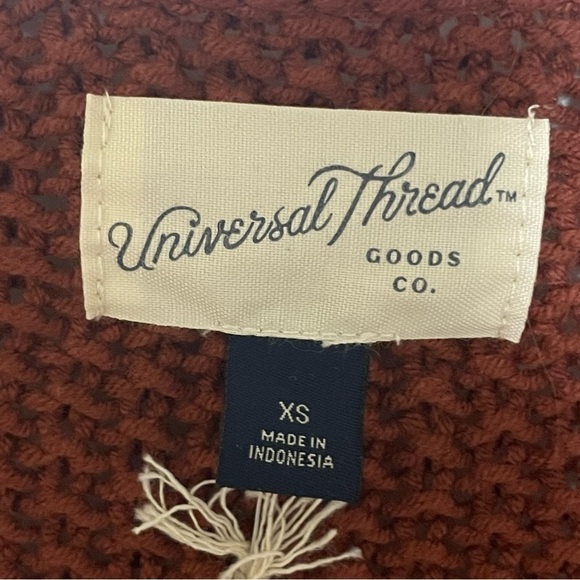 Universal Thread™
GOODS
CO.
XS
MADE IN
INDONESIA